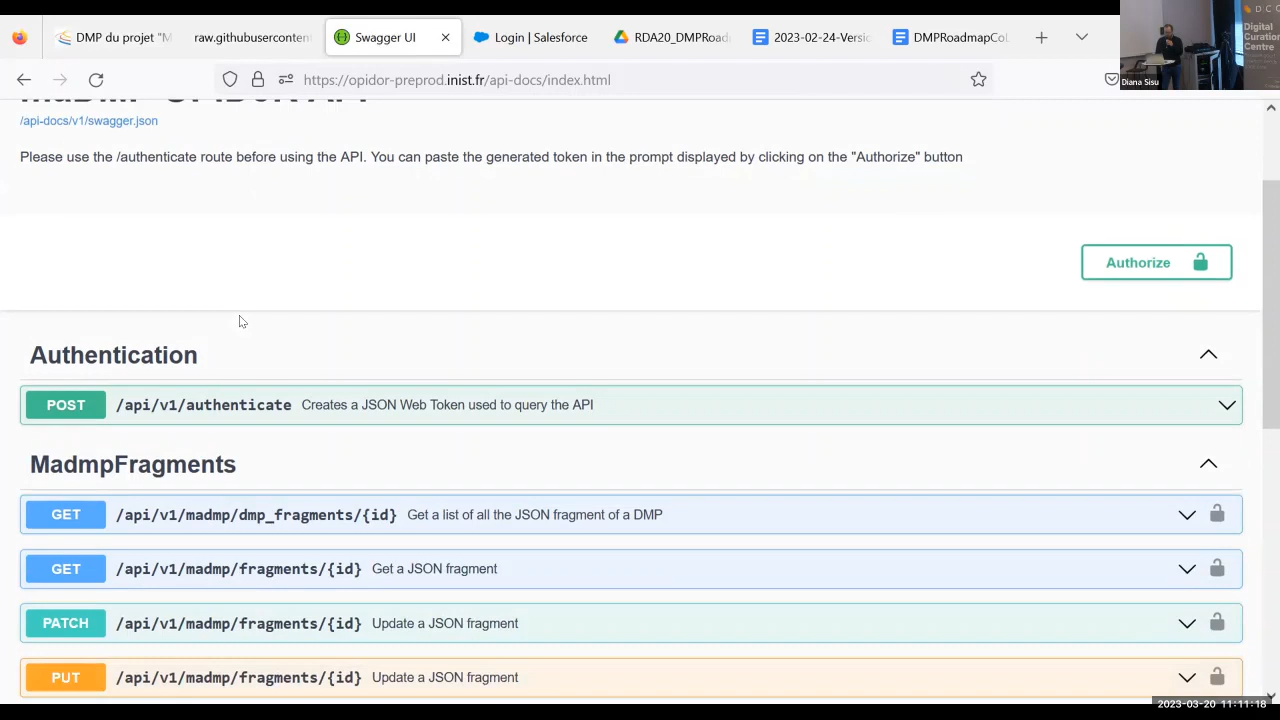 DMP du projet "M
raw.githubusercontent
Swagger UI
Login | Salesforce
RDA20_DMPRoad
2023-02-24-Versi
DMPRoadmapCo
https://opidor-preprod.inist.fr/api-docs/index.html
Digital
Curation
Centre
Diana Sisu
/api-docs/v1/swagger.json
Please use the /authenticate route before using the API. You can paste the generated token in the prompt displayed by clicking on the "Authorize" button
Authorize
Authentication
POST /api/v1/authenticate Creates a JSON Web Token used to query the API
MadmpFragments
GET /api/v1/madmp/dmp_fragments/{id} Get a list of all the JSON fragment of a DMP
GET /api/v1/madmp/fragments/{id} Get a JSON fragment
PATCH /api/v1/madmp/fragments/{id} Update a JSON fragment
PUT /api/v1/madmp/fragments/{id} Update a JSON fragment
2023-03-20 11:11:18